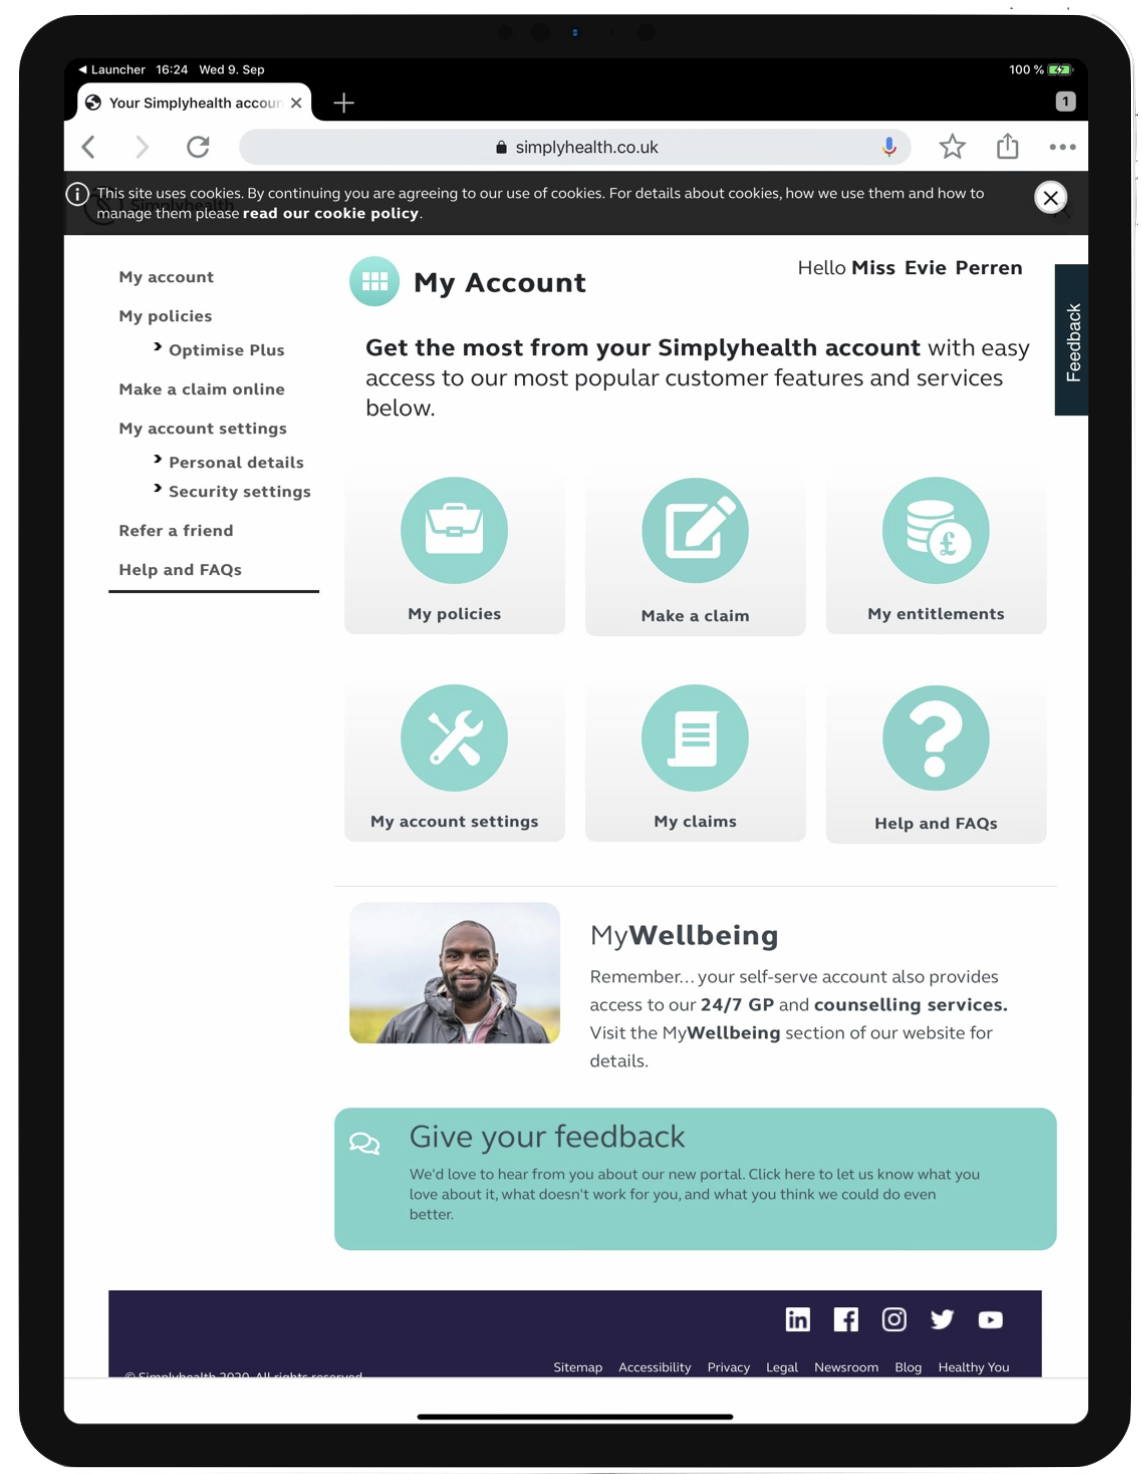 Launcher 16:24 Wed 9. Sep
100 %
Your Simplyhealth accoun
1
simplyhealth.co.uk
This site uses cookies. By continuing you are agreeing to our use of cookies. For details about cookies, how we use them and how to
manage them please read our cookie policy.
Simplyhealth
My account
My policies
Optimise Plus
Make a claim online
My account settings
Personal details
Security settings
Refer a friend
Help and FAQs
My Account
Hello Miss Evie Perren
Feedback
Get the most from your Simplyhealth account with easy
access to our most popular customer features and services
below.
My policies
Make a claim
£
My entitlements
My account settings
My claims
?
Help and FAQs
MyWellbeing
Remember... your self-serve account also provides
access to our 24/7 GP and counselling services.
Visit the MyWellbeing section of our website for
details.
Give your feedback
We'd love to hear from you about our new portal. Click here to let us know what you
love about it, what doesn't work for you, and what you think we could do even
better.
in
Sitemap Accessibility Privacy Legal Newsroom Blog Healthy You
© Simplyhealth 2020. All rights reserved